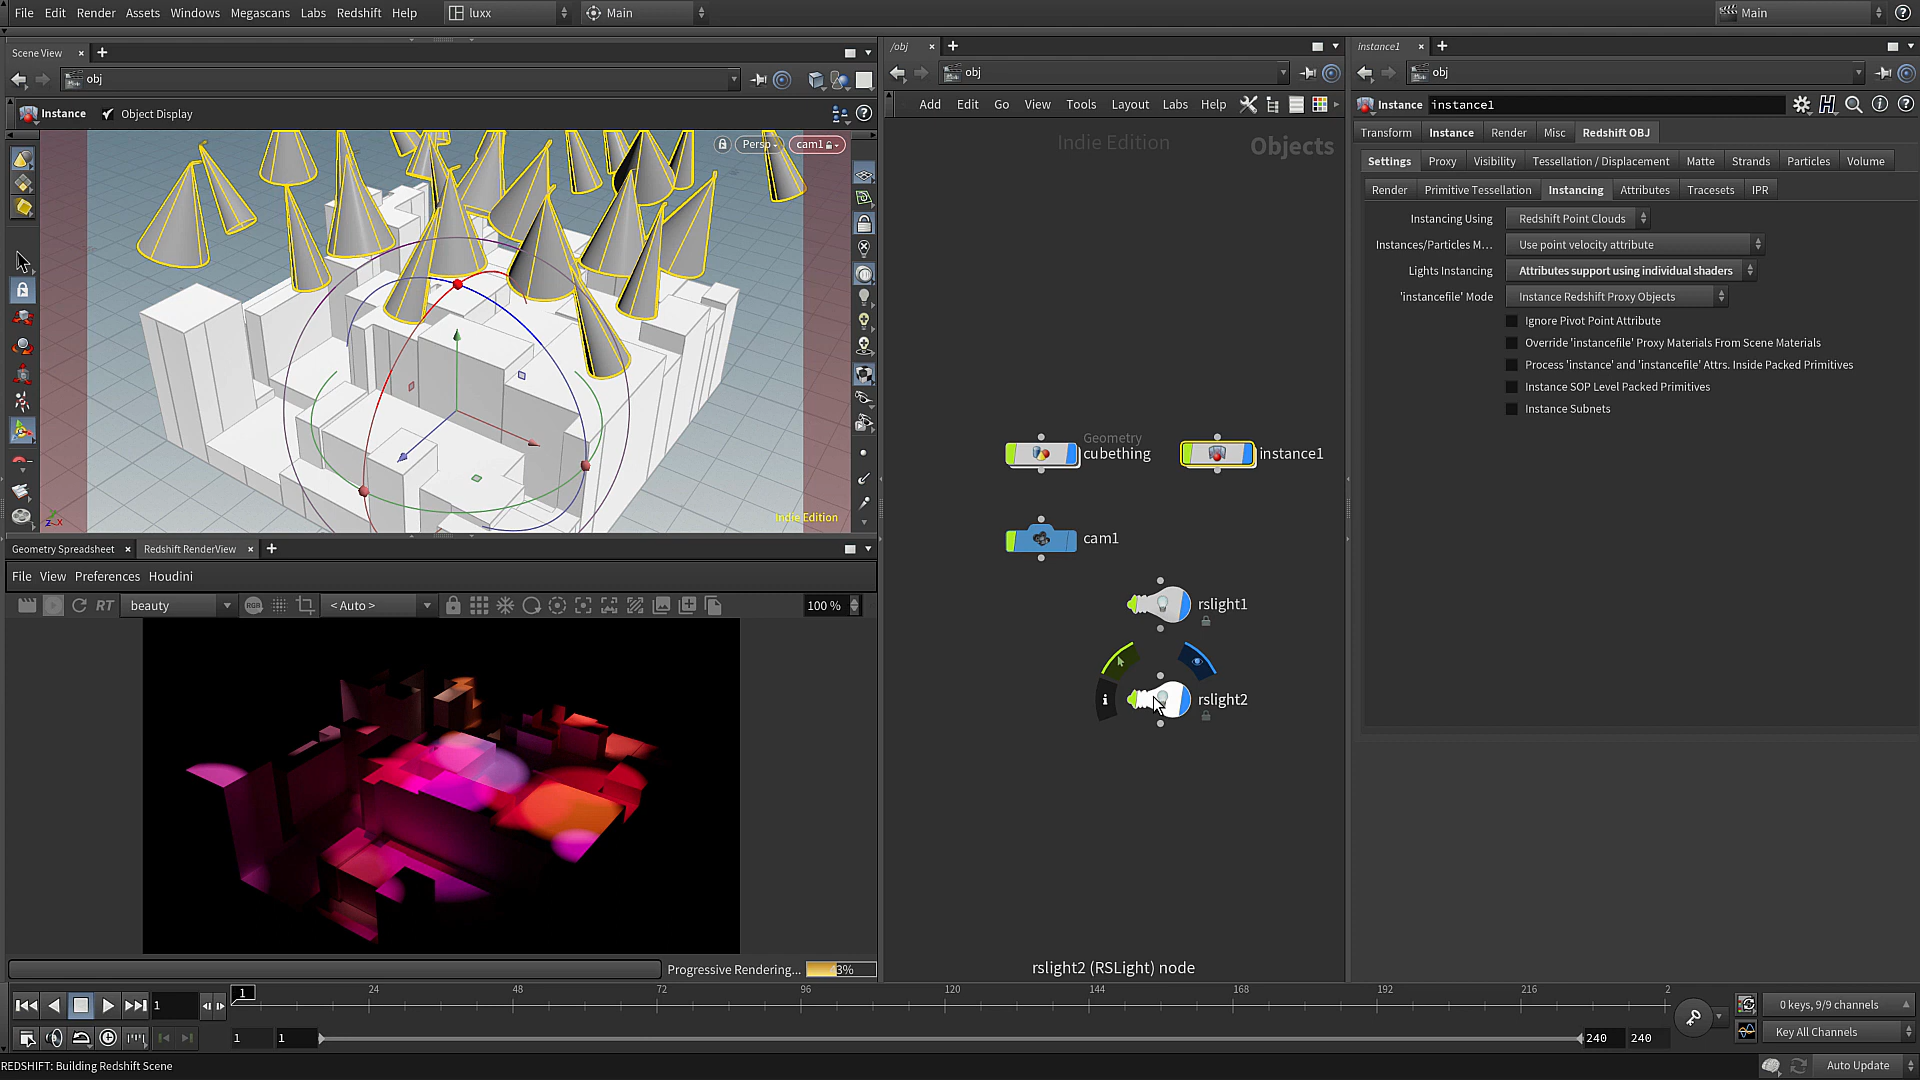 File Edit Render Assets Windows Megascans Labs Redshift Help luxx Main Main
Scene View
obj
Instance Object Display
Persp cam1
Indie Edition
Geometry Spreadsheet Redshift RenderView
File View Preferences Houdini
RT beauty RGB < Auto > 100 %
Progressive Rendering... 3%
/obj
obj
Add Edit Go View Tools Layout Labs Help
Indie Edition
Objects
Geometry
cubething
instance1
cam1
rslight1
rslight2
rslight2 (RSLight) node
instance1
obj
Instance instance1
Transform Instance Render Misc Redshift OBJ
Settings Proxy Visibility Tessellation / Displacement Matte Strands Particles Volume
Render Primitive Tessellation Instancing Attributes Tracesets IPR
Instancing Using Redshift Point Clouds
Instances/Particles M... Use point velocity attribute
Lights Instancing Attributes support using individual shaders
'instancefile' Mode Instance Redshift Proxy Objects
Ignore Pivot Point Attribute
Override 'instancefile' Proxy Materials From Scene Materials
Process 'instance' and 'instancefile' Attrs. Inside Packed Primitives
Instance SOP Level Packed Primitives
Instance Subnets
1 1 24 48 72 96 120 144 168 192 216 2
0 keys, 9/9 channels
1 1 240 240
Key All Channels
REDSHIFT: Building Redshift Scene
Auto Update